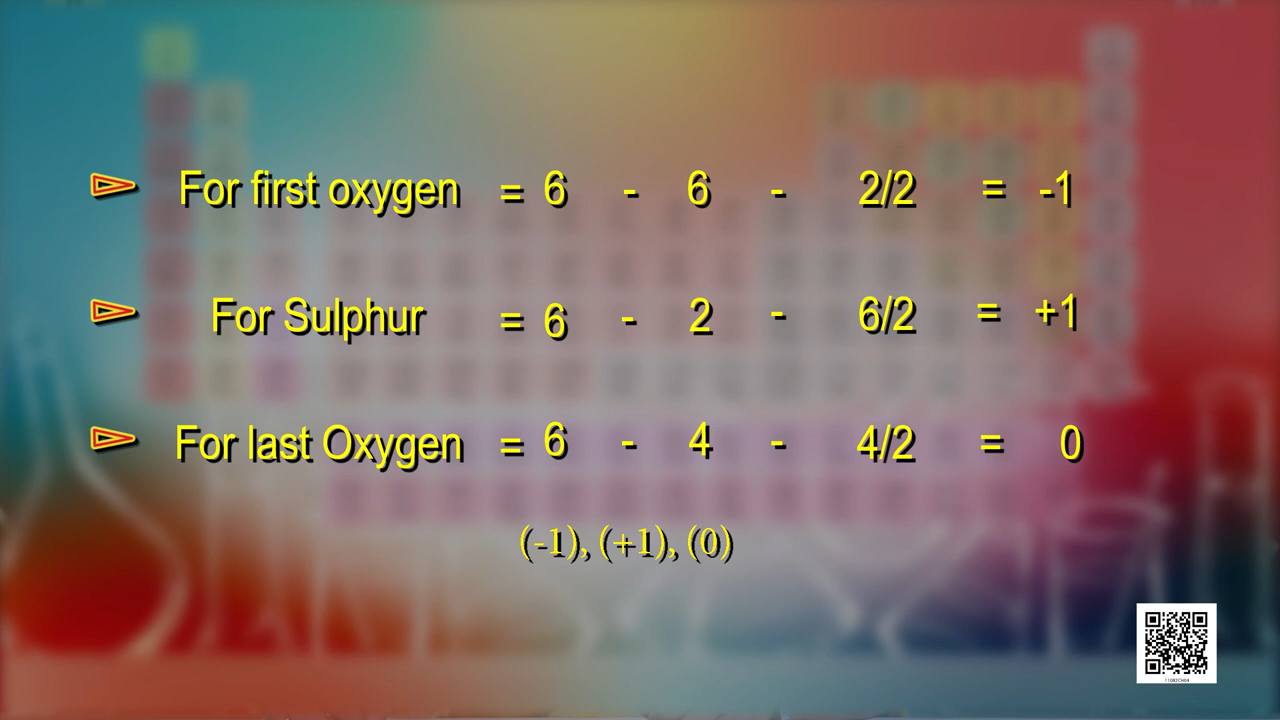 For first oxygen = 6 - 6 - 2/2 = -1
For Sulphur = 6 - 2 - 6/2 = +1
For last Oxygen = 6 - 4 - 4/2 = 0
(-1), (+1), (0)